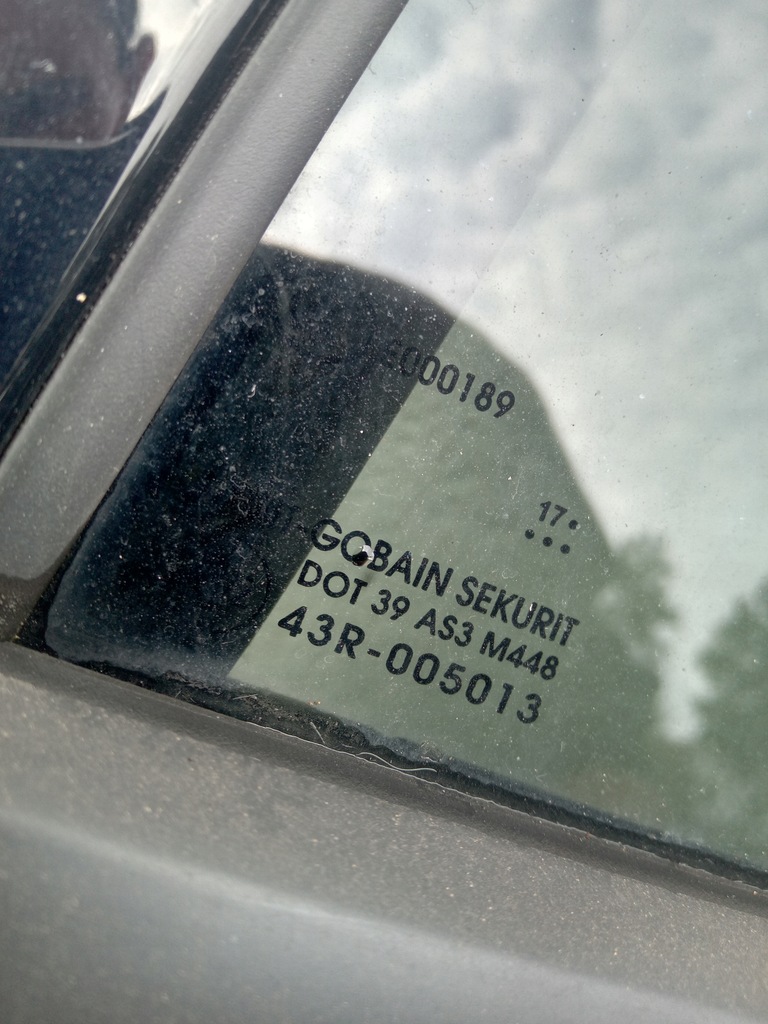 000189
17•
•••
GOBAIN SEKURIT
DOT 39 AS3 M448
43R-005013